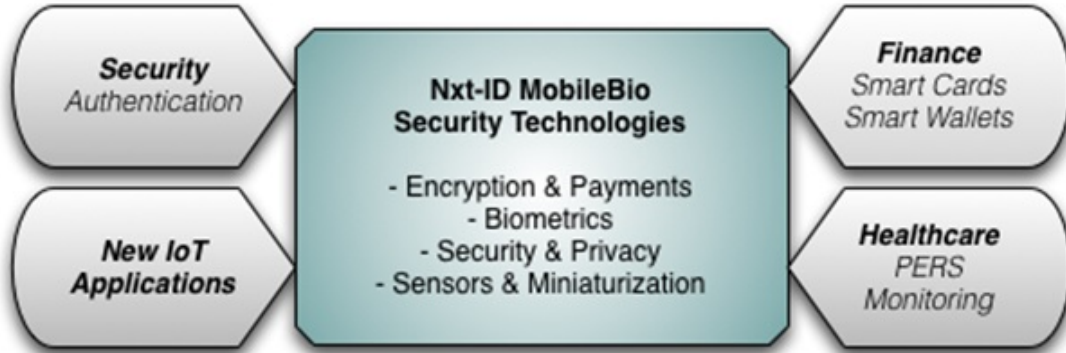 Security
Authentication
New IoT
Applications
Nxt-ID MobileBio
Security Technologies
- Encryption & Payments
- Biometrics
- Security & Privacy
- Sensors & Miniaturization
Finance
Smart Cards
Smart Wallets
Healthcare
PERS
Monitoring